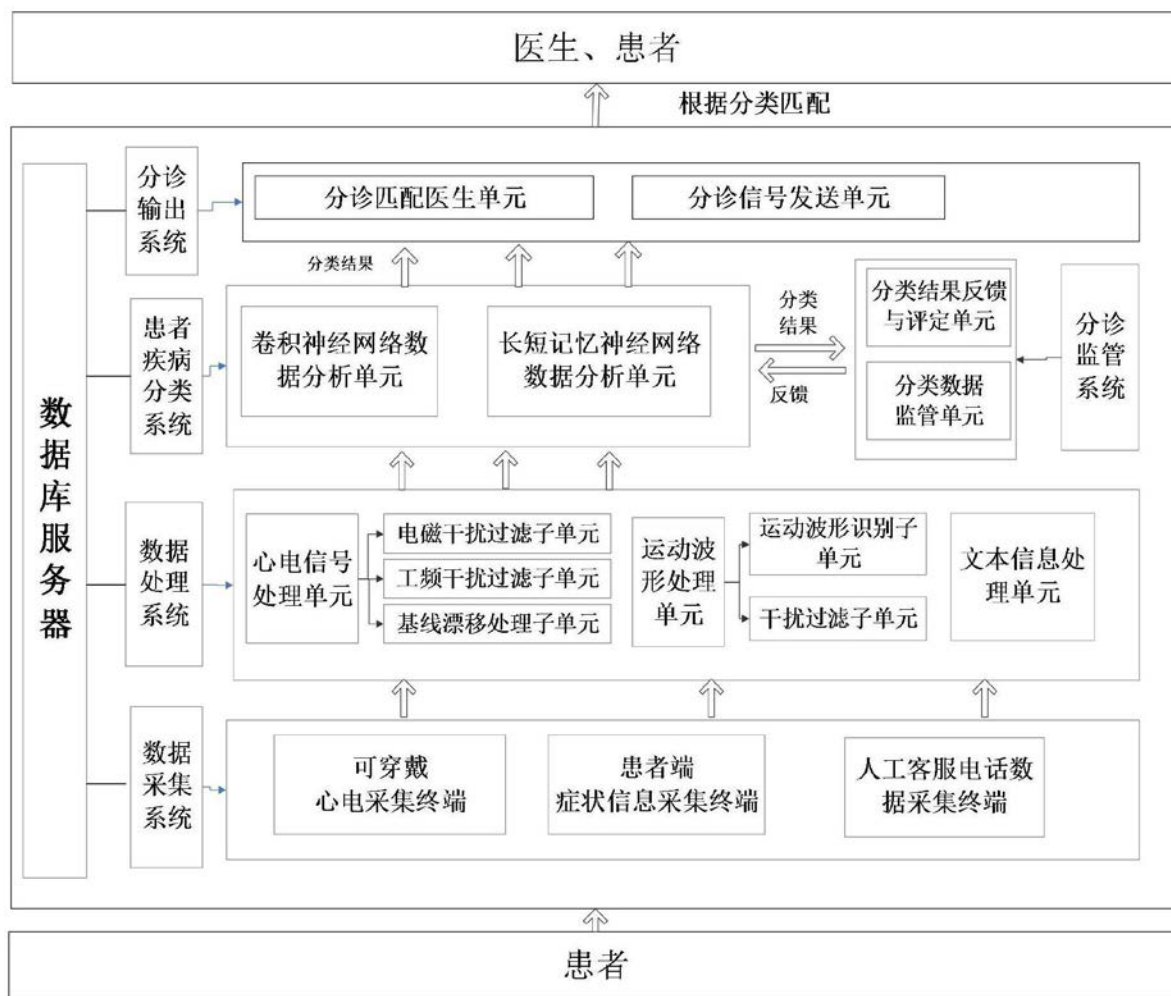 医生、患者
根据分类匹配
数据库服务器
分诊
输出
系统
分诊匹配医生单元
分诊信号发送单元
分类结果
患者
疾病
分类
系统
卷积神经网络数
据分析单元
长短记忆神经网络
数据分析单元
分类
结果
反馈
分类结果反馈
与评定单元
分类数据
监管单元
分诊
监管
系统
数据
处理
系统
心电信号
处理单元
电磁干扰过滤子单元
工频干扰过滤子单元
基线漂移处理子单元
运动波
形处理
单元
运动波形识别子
单元
干扰过滤子单元
文本信息处
理单元
数据
采集
系统
可穿戴
心电采集终端
患者端
症状信息采集终端
人工客服电话数
据采集终端
患者